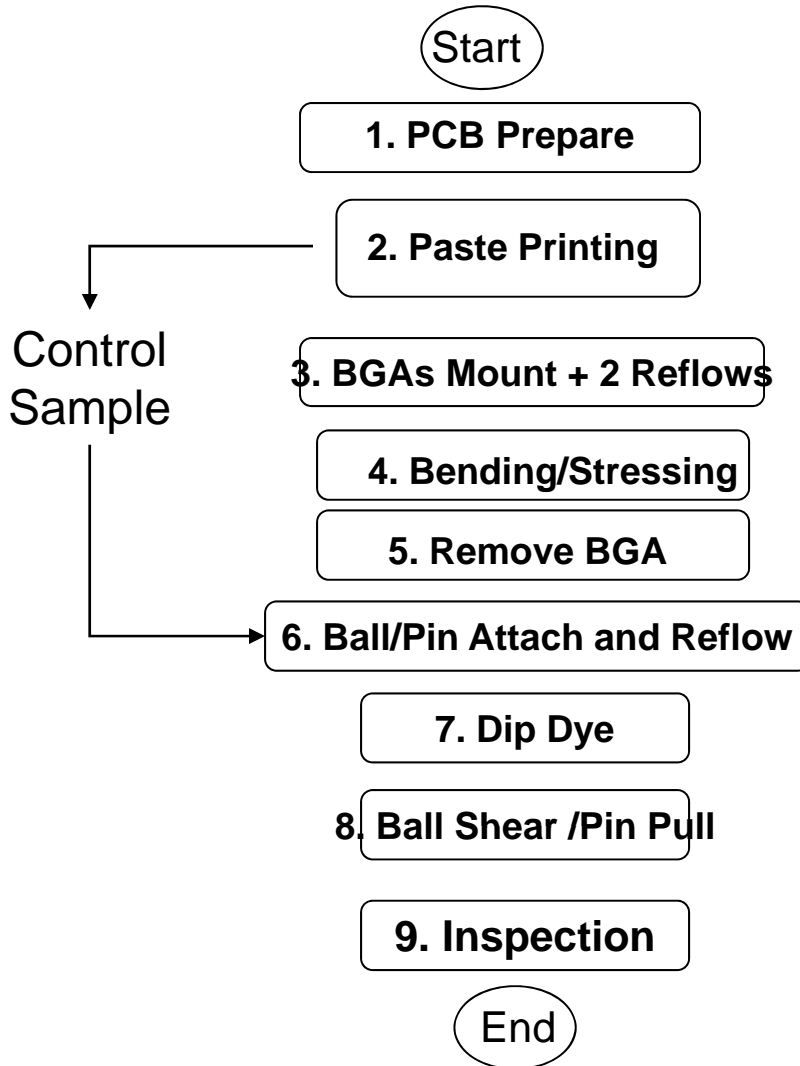 Start
1. PCB Prepare
2. Paste Printing
Control
Sample
3. BGAs Mount + 2 Reflows
4. Bending/Stressing
5. Remove BGA
6. Ball/Pin Attach and Reflow
7. Dip Dye
8. Ball Shear /Pin Pull
9. Inspection
End